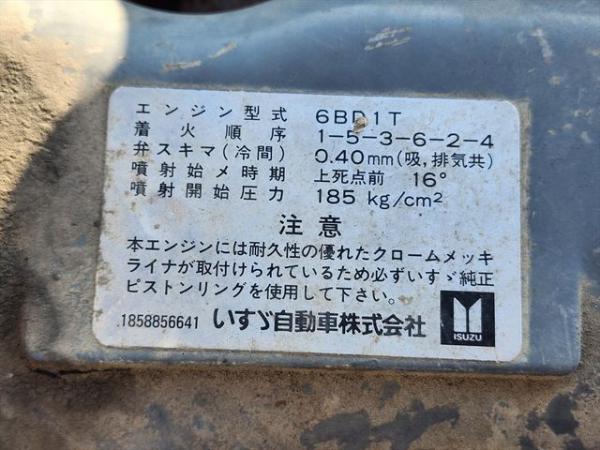 エンジン型式 6BD1T
着火順序 1-5-3-6-2-4
弁スキマ(冷間) 0.40mm(吸,排気共)
噴射始メ時期 上死点前 16°
噴射開始圧力 185 kg/cm²
注意
本エンジンには耐久性の優れたクロームメッキ
ライナが取付けられているため必ずいすゞ純正
ピストンリングを使用して下さい。
1858856641 いすゞ自動車株式会社
ISUZU